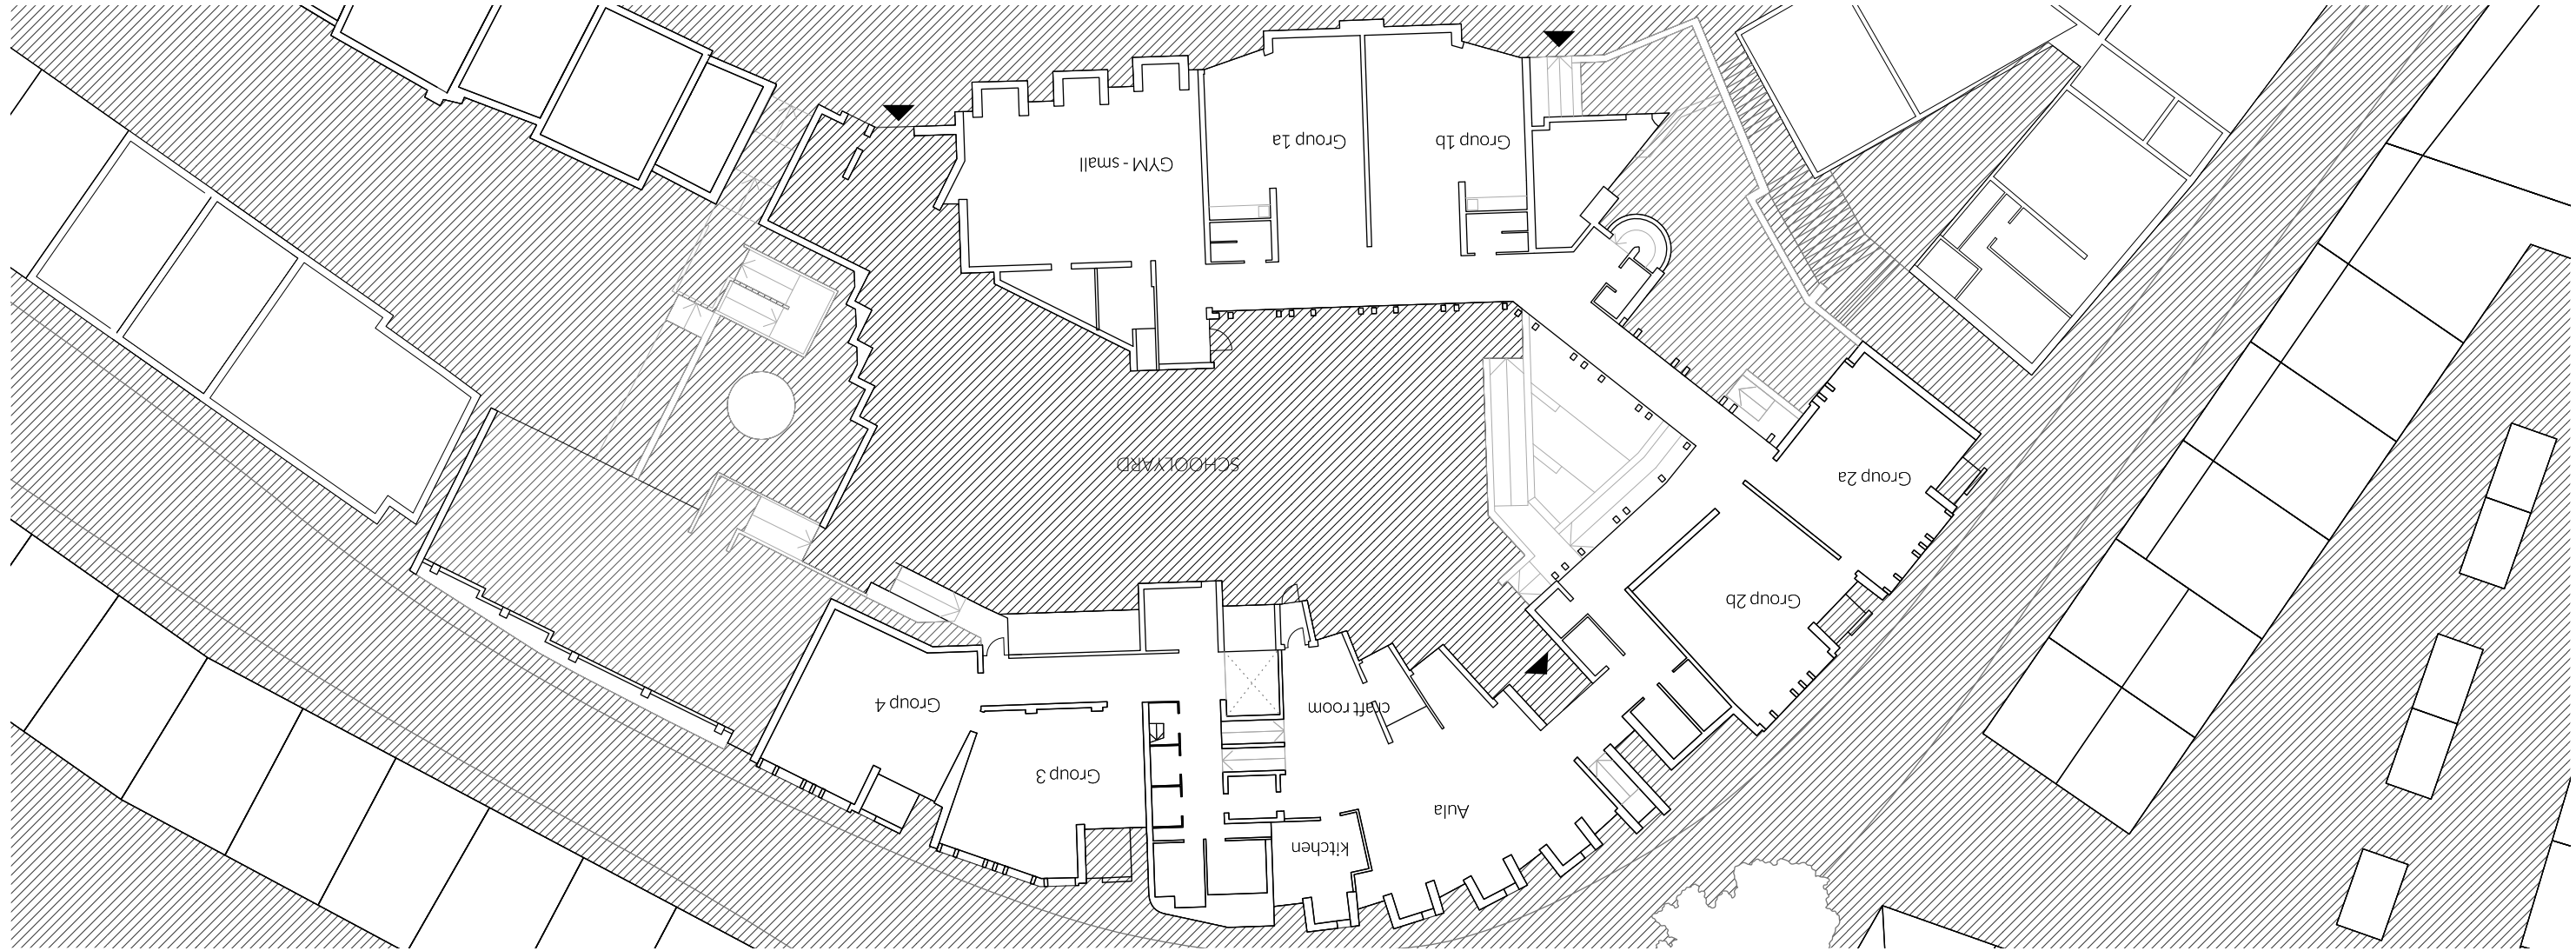 kitchen
Aula
Group 3
craft room
Group 4
Group 2b
Group 2a
SCHOOLYARD
Group 1b
Group 1a
GYM - small